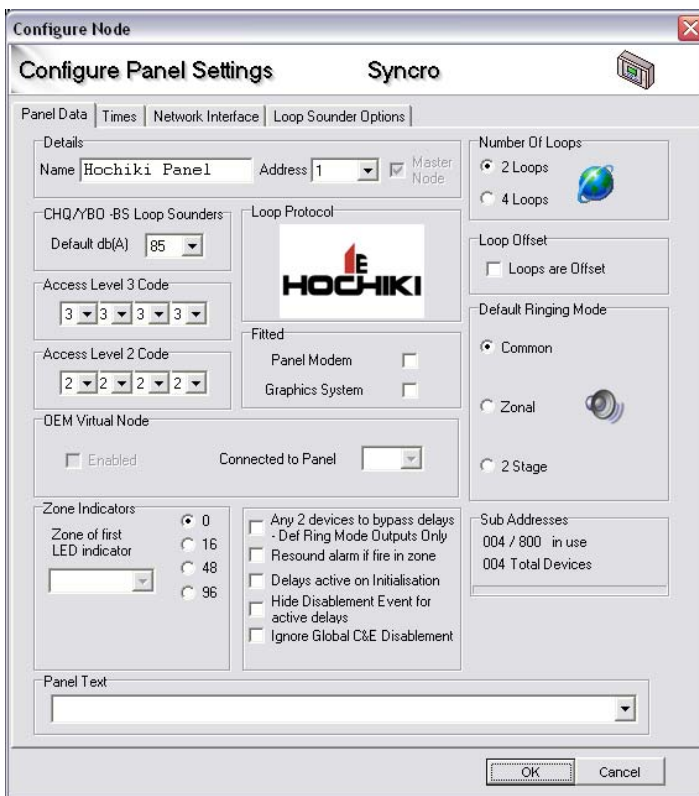 Configure Node
Configure Panel Settings Syncro
Panel Data Times Network Interface Loop Sounder Options
Details
Name Hochiki Panel Address 1 Master Node
Number Of Loops
2 Loops
4 Loops
CHQ/YBO -BS Loop Sounders
Default db(A) 85
Loop Protocol
HOCHIKI
Loop Offset
Loops are Offset
Access Level 3 Code
3 3 3 3
Access Level 2 Code
2 2 2 2
Fitted
Panel Modem
Graphics System
Default Ringing Mode
Common
Zonal
2 Stage
OEM Virtual Node
Enabled Connected to Panel
Zone Indicators
Zone of first
LED indicator
0
16
48
96
Any 2 devices to bypass delays
- Def Ring Mode Outputs Only
Resound alarm if fire in zone
Delays active on Initialisation
Hide Disablement Event for
active delays
Ignore Global C&E Disablement
Sub Addresses
004 / 800 in use
004 Total Devices
Panel Text
OK Cancel